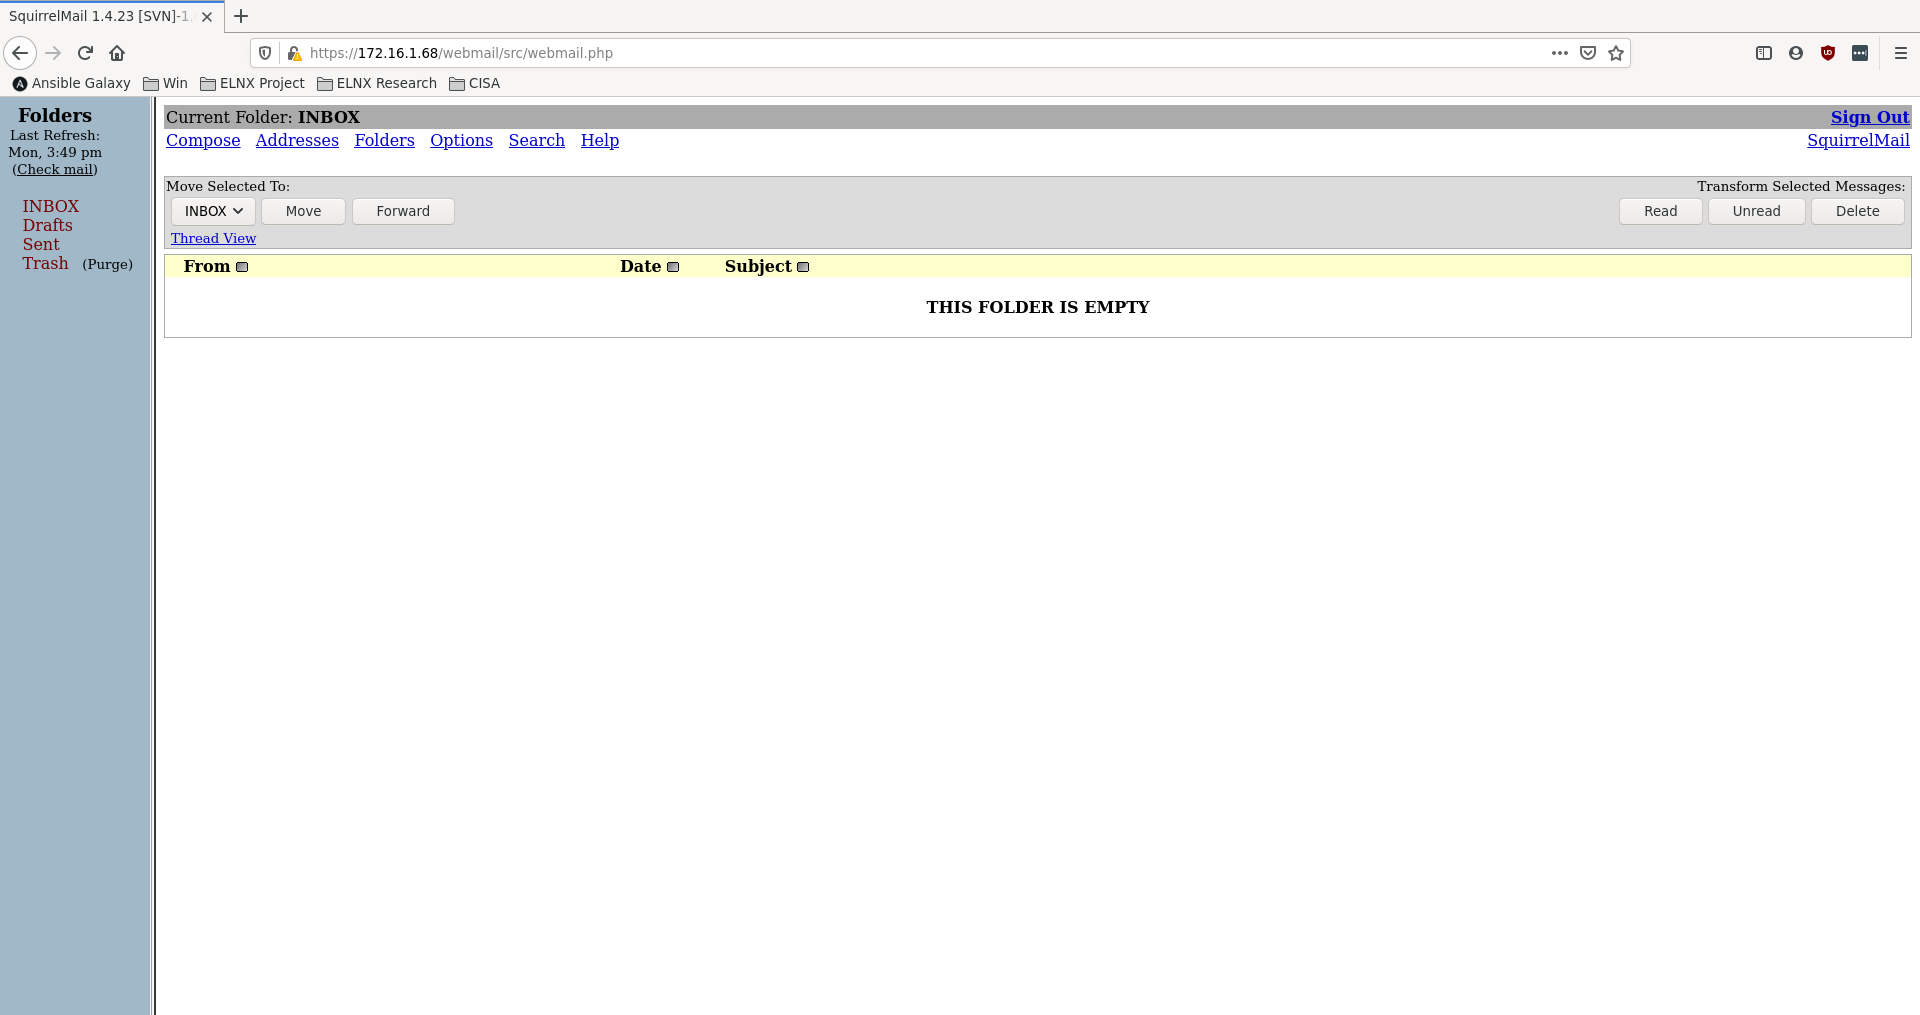 SquirrelMail 1.4.23 [SVN]-1.
https://172.16.1.68/webmail/src/webmail.php
Ansible Galaxy Win ELNX Project ELNX Research CISA
Folders
Last Refresh:
Mon, 3:49 pm
(Check mail)
INBOX
Drafts
Sent
Trash (Purge)
Current Folder: INBOX Sign Out
Compose Addresses Folders Options Search Help SquirrelMail
Move Selected To: Transform Selected Messages:
INBOX Move Forward Read Unread Delete
Thread View
From Date Subject
THIS FOLDER IS EMPTY